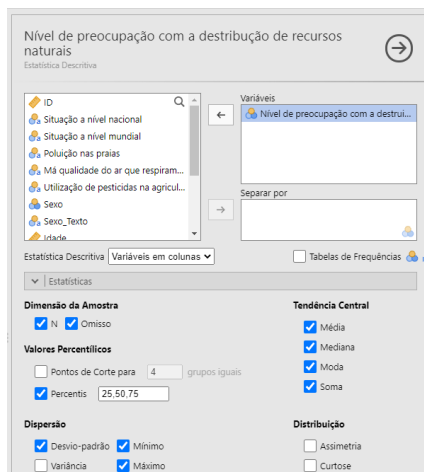 Nível de preocupação com a destribução de recursos
naturais
Estatística Descritiva
ID
Situação a nível nacional
Situação a nível mundial
Poluição nas praias
Má qualidade do ar que respiram...
Utilização de pesticidas na agricul...
Sexo
Sexo_Texto
Idade
Variáveis
Nível de preocupação com a destrui...
Separar por
Estatística Descritiva Variáveis em colunas
Tabelas de Frequências
Estatísticas
Dimensão da Amostra
N Omisso
Valores Percentílicos
Pontos de Corte para 4 grupos iguais
Percentis 25,50,75
Dispersão
Desvio-padrão Mínimo
Variância Máximo
Tendência Central
Média
Mediana
Moda
Soma
Distribuição
Assimetria
Curtose